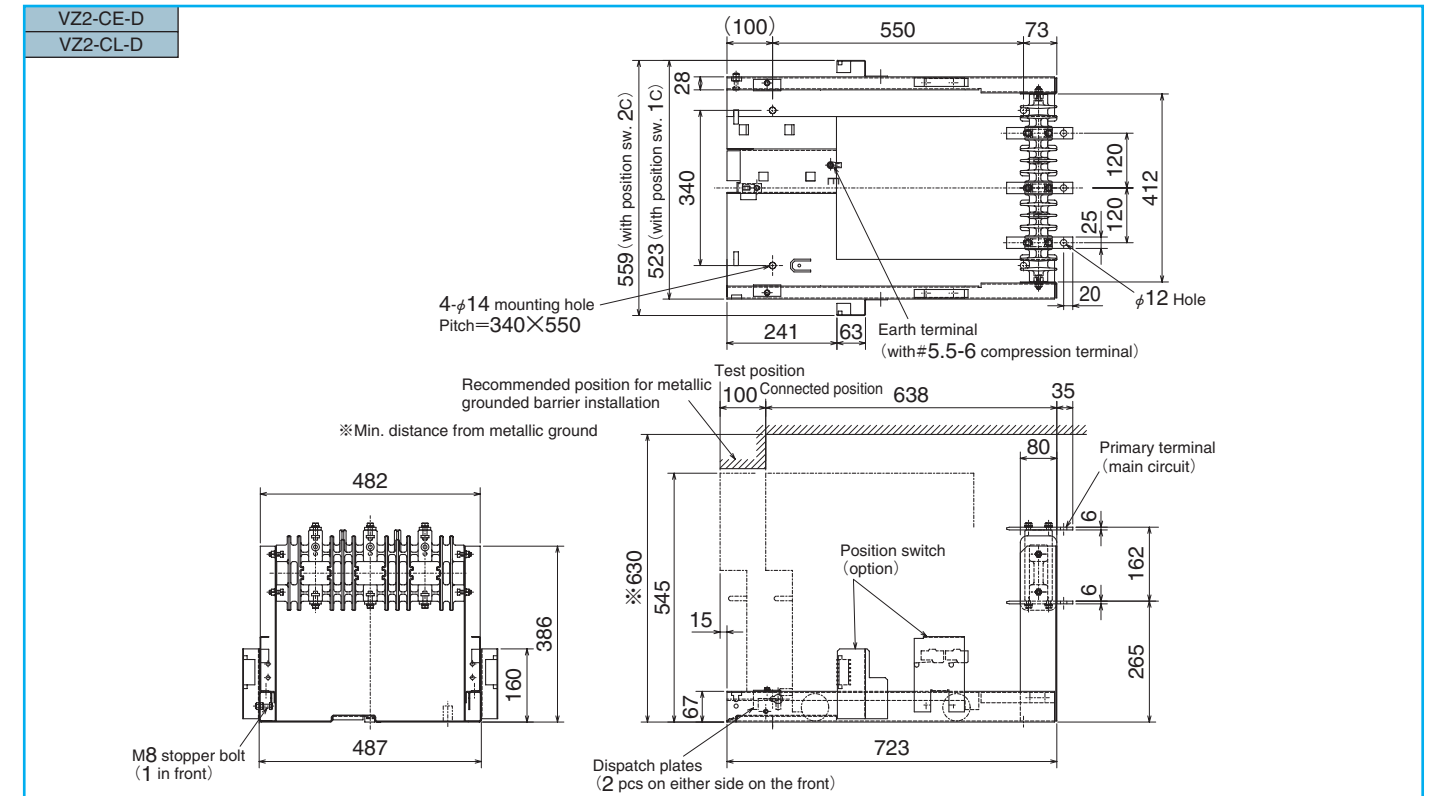 VZ2-CE-D
VZ2-CL-D
(100)
550
73
28
559 (with position sw. 2C)
523 (with position sw. 1C)
340
120
412
120
25
20
4-φ14 mounting hole
Pitch=340×550
φ12 Hole
241
63
Earth terminal
(with#5.5-6 compression terminal)
Test position
Recommended position for metallic
grounded barrier installation
100
Connected position
638
35
※Min. distance from metallic ground
80
Primary terminal
(main circuit)
482
6
Position switch
(option)
※630
545
162
6
15
386
160
265
67
M8 stopper bolt
(1 in front)
487
723
Dispatch plates
(2 pcs on either side on the front)